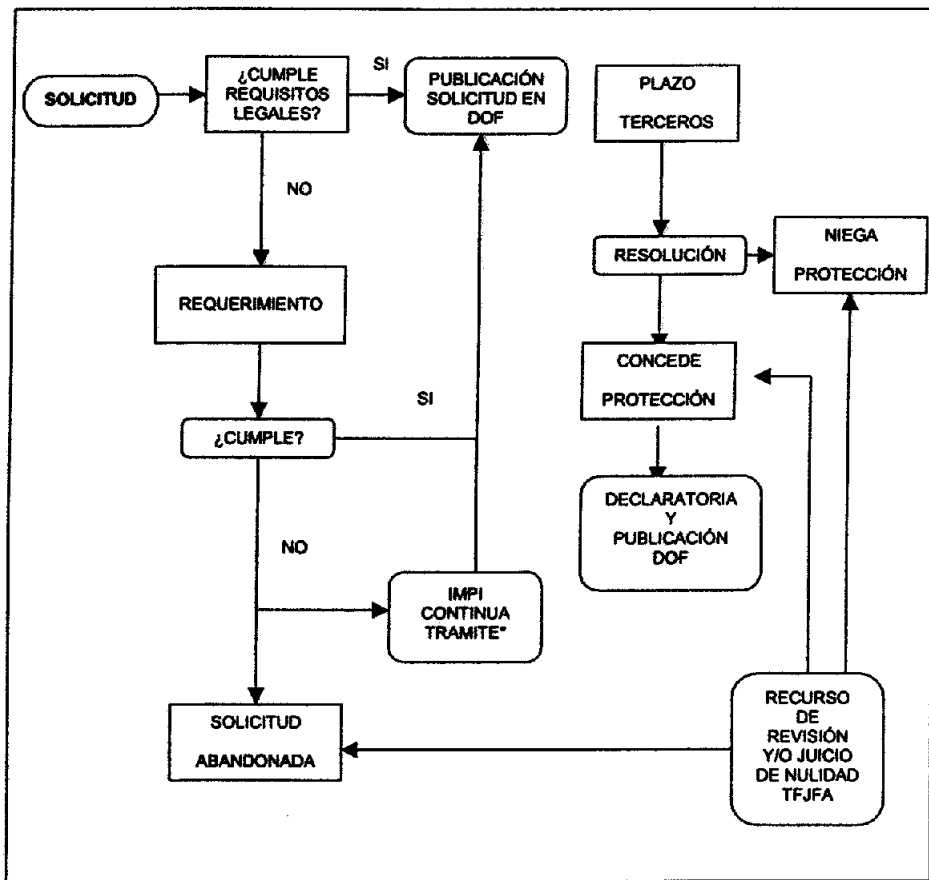 SOLICITUD
¿CUMPLE
REQUISITOS
LEGALES?
SI
PUBLICACIÓN
SOLICITUD EN
DOF
NO
REQUERIMIENTO
SI
¿CUMPLE?
NO
IMPI
CONTINUA
TRAMITE*
SOLICITUD
ABANDONADA
PLAZO
TERCEROS
RESOLUCIÓN
NIEGA
PROTECCIÓN
CONCEDE
PROTECCIÓN
DECLARATORIA
Y
PUBLICACIÓN
DOF
RECURSO
DE
REVISIÓN
Y/O JUICIO
DE NULIDAD
TFJFA